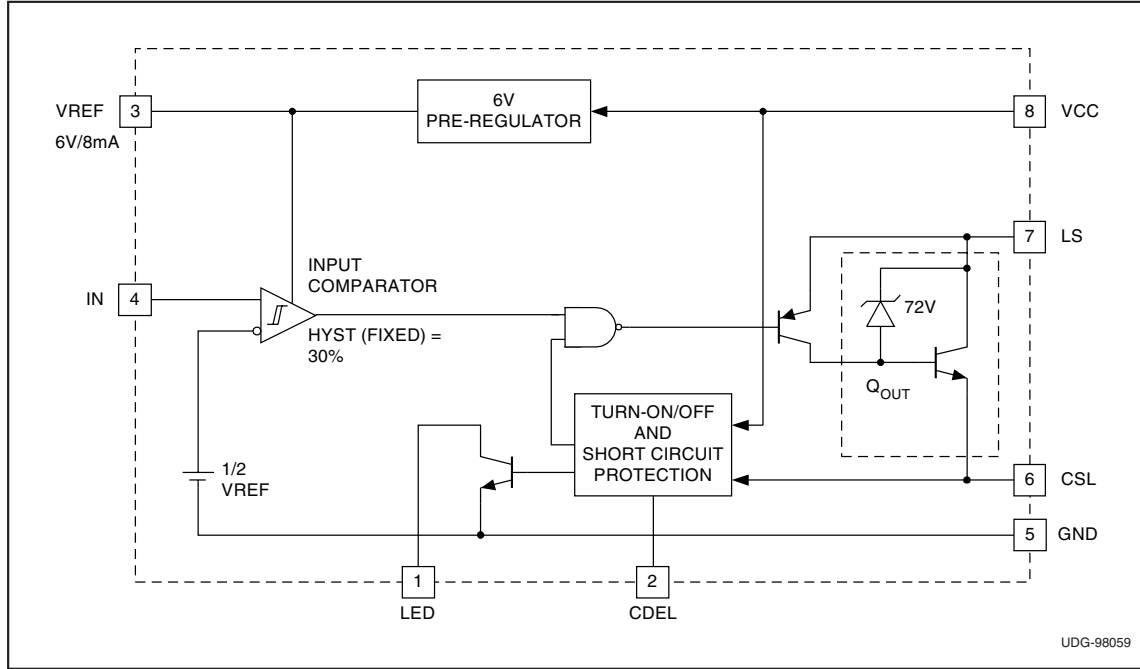 6V
PRE-REGULATOR
VREF
3
6V/8mA
8
VCC
7
LS
INPUT
COMPARATOR
IN
4
72V
HYST (FIXED) =
30%
QOUT
TURN-ON/OFF
AND
SHORT CIRCUIT
PROTECTION
1/2
VREF
6
CSL
5
GND
1
LED
2
CDEL
UDG-98059